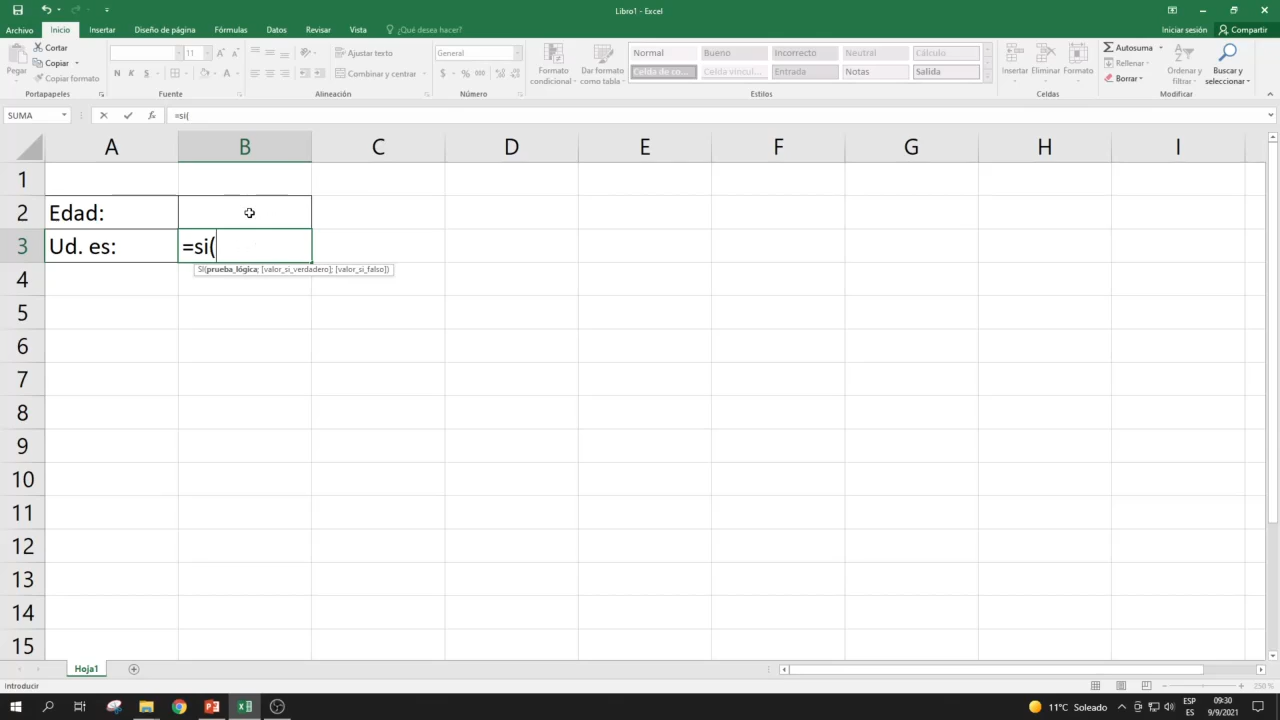 Libro1 - Excel
Archivo Inicio Insertar Diseño de página Fórmulas Datos Revisar Vista ¿Qué desea hacer? Iniciar sesión Compartir
Pegar
Cortar
Copiar
Copiar formato
Portapapeles
11
N K S
Fuente
Ajustar texto
Combinar y centrar
Alineación
General
$ % 000
Número
Formato condicional
Dar formato como tabla
Normal Bueno Incorrecto Neutral Cálculo
Celda de co... Celda vincul... Entrada Notas Salida
Estilos
Insertar Eliminar Formato
Celdas
Autosuma
Rellenar
Borrar
Ordenar y filtrar
Buscar y seleccionar
Modificar
SUMA fx =si(
A B C D E F G H I
1
2 Edad:
3 Ud. es: =si(
SI(prueba_lógica; [valor_si_verdadero]; [valor_si_falso])
4
5
6
7
8
9
10
11
12
13
14
15
Hoja1
Introducir 258 %
11°C Soleado ESP
ES
09:30
9/9/2021